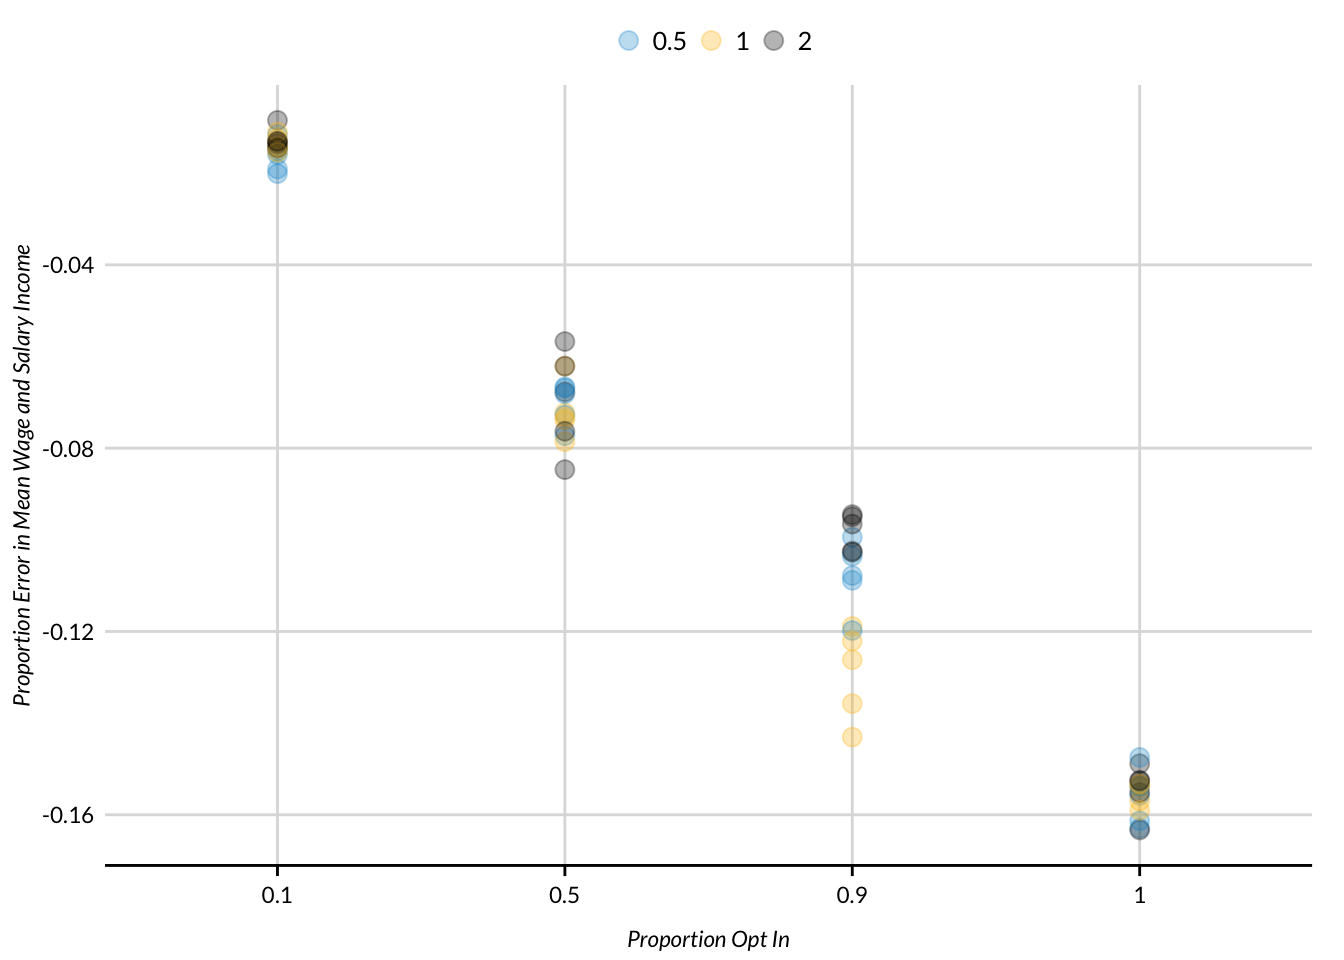 0.5 1 2
Proportion Error in Mean Wage and Salary Income
-0.04
-0.08
-0.12
-0.16
0.1 0.5 0.9 1
Proportion Opt In